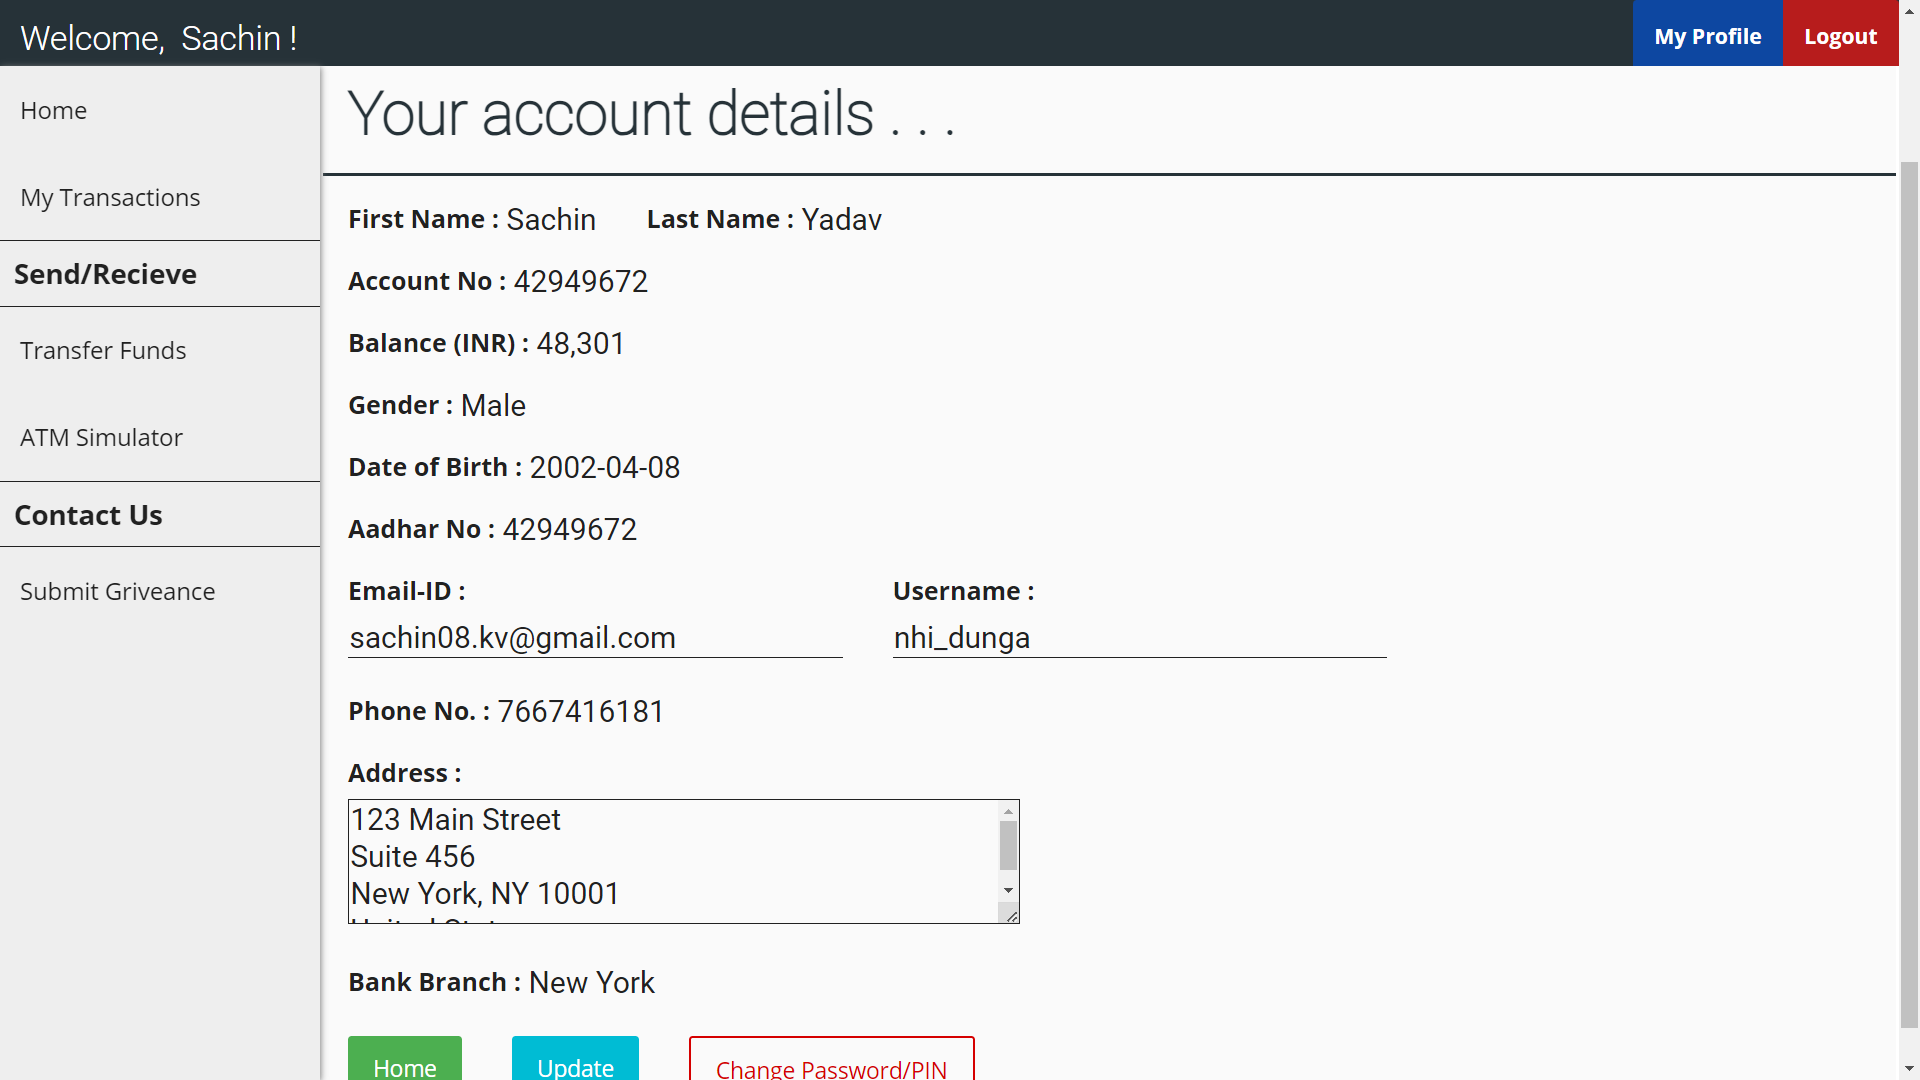 Welcome, Sachin !
My Profile
Logout
Home
My Transactions
Send/Recieve
Transfer Funds
ATM Simulator
Contact Us
Submit Griveance
Your account details . . .
First Name : Sachin Last Name : Yadav
Account No : 42949672
Balance (INR) : 48,301
Gender : Male
Date of Birth : 2002-04-08
Aadhar No : 42949672
Email-ID : Username :
sachin08.kv@gmail.com nhi_dunga
Phone No. : 7667416181
Address :
123 Main Street
Suite 456
New York, NY 10001
Bank Branch : New York
Home Update Change Password/PIN